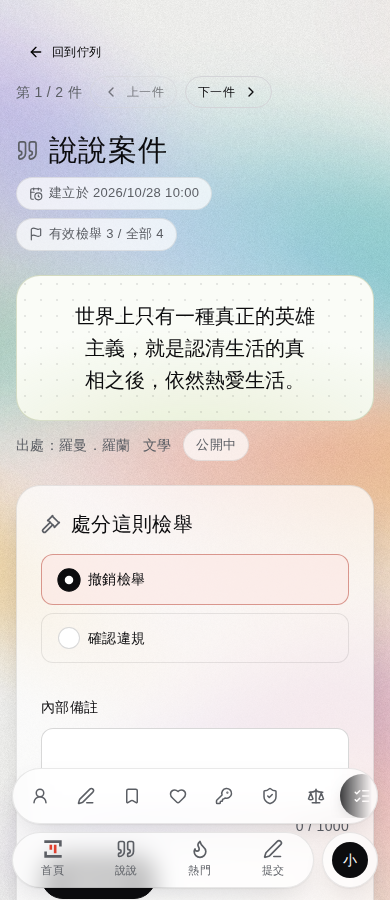 回到佇列
第 1 / 2 件
上一件
下一件
說說案件
建立於 2026/10/28 10:00
有效檢舉 3 / 全部 4
世界上只有一種真正的英雄
主義，就是認清生活的真
相之後，依然熱愛生活。
出處：羅曼．羅蘭 文學 公開中
處分這則檢舉
撤銷檢舉
確認違規
內部備註
0 / 1000
首頁
說說
熱門
提交
小